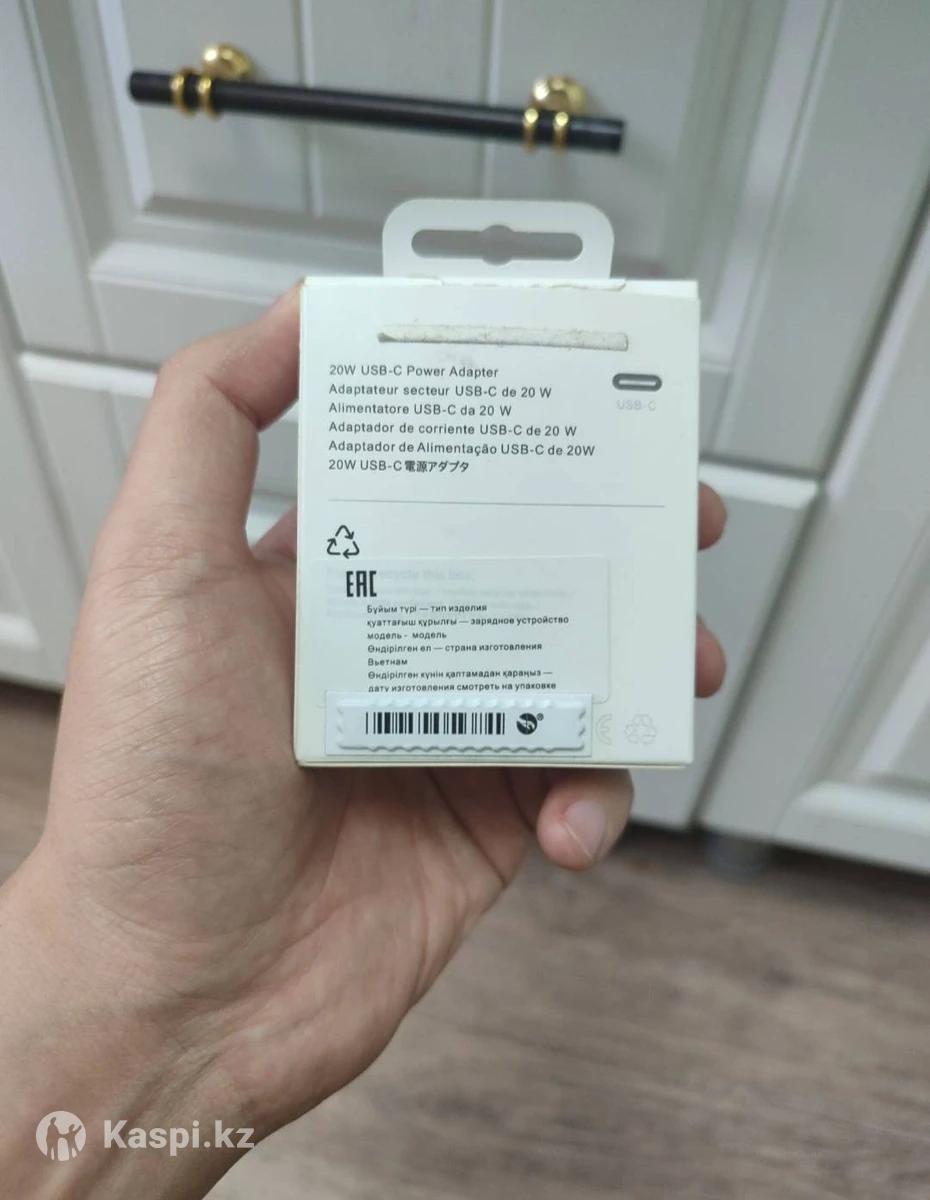 20W USB-C Power Adapter
Adaptateur secteur USB-C de 20 W
Alimentatore USB-C da 20 W
Adaptador de corriente USB-C de 20 W
Adaptador de Alimentação USB-C de 20W
20W USB-C電源アダプタ
USB-C
EAC
Бұйым түрі — тип изделия
қуаттағыш құрылғы — зарядное устройство
модель - модель
Өндірілген ел — страна изготовления
Вьетнам
Өндірілген күнін қаптамадан қараңыз —
дату изготовления смотреть на упаковке
Kaspi.kz